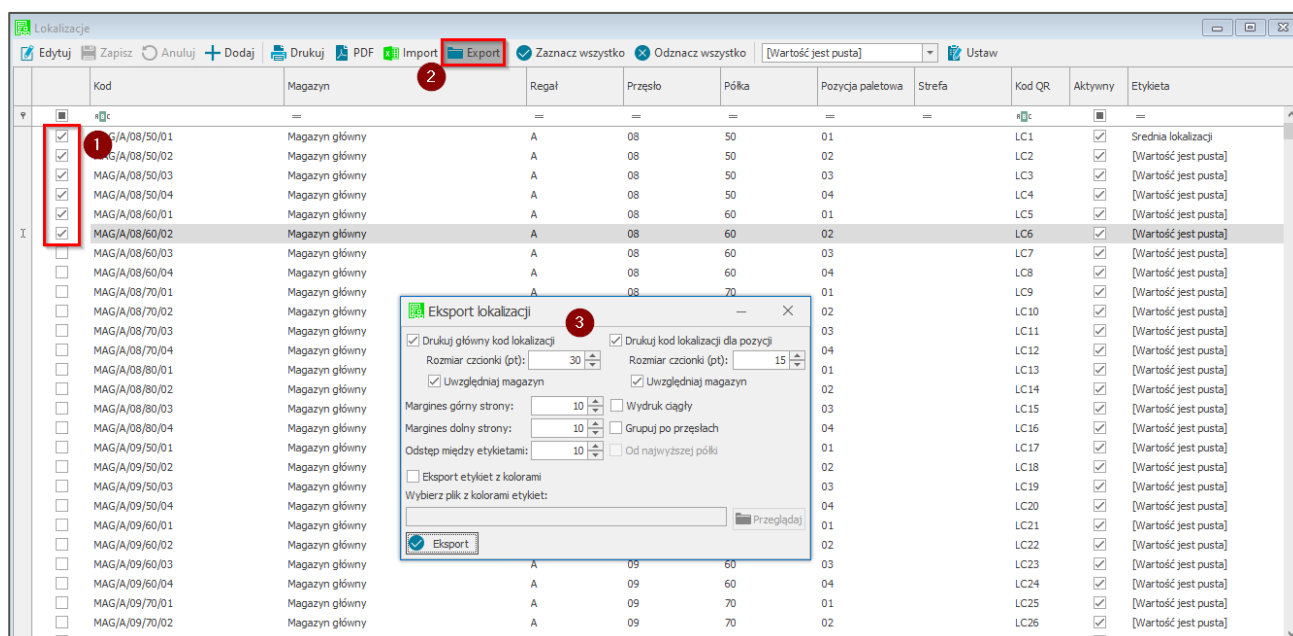 Lokalizacje
Edytuj Zapisz Anuluj Dodaj Drukuj PDF Import Export Zaznacz wszystko Odznacz wszystko [Wartość jest pusta] Ustaw
2
Kod Magazyn Regał Przęsło Półka Pozycja paletowa Strefa Kod QR Aktywny Etykieta
= = = = = = =
1
G/A/08/50/01 Magazyn główny A 08 50 01 LC1 Srednia lokalizacji
MAG/A/08/50/02 Magazyn główny A 08 50 02 LC2 [Wartość jest pusta]
MAG/A/08/50/03 Magazyn główny A 08 50 03 LC3 [Wartość jest pusta]
MAG/A/08/50/04 Magazyn główny A 08 50 04 LC4 [Wartość jest pusta]
MAG/A/08/60/01 Magazyn główny A 08 60 01 LC5 [Wartość jest pusta]
MAG/A/08/60/02 Magazyn główny A 08 60 02 LC6 [Wartość jest pusta]
MAG/A/08/60/03 Magazyn główny A 08 60 03 LC7 [Wartość jest pusta]
MAG/A/08/60/04 Magazyn główny A 08 60 04 LC8 [Wartość jest pusta]
MAG/A/08/70/01 Magazyn główny A 08 70 01 LC9 [Wartość jest pusta]
MAG/A/08/70/02 Magazyn główny 02 LC10 [Wartość jest pusta]
MAG/A/08/70/03 Magazyn główny 03 LC11 [Wartość jest pusta]
MAG/A/08/70/04 Magazyn główny 04 LC12 [Wartość jest pusta]
MAG/A/08/80/01 Magazyn główny 01 LC13 [Wartość jest pusta]
MAG/A/08/80/02 Magazyn główny 02 LC14 [Wartość jest pusta]
MAG/A/08/80/03 Magazyn główny 03 LC15 [Wartość jest pusta]
MAG/A/08/80/04 Magazyn główny 04 LC16 [Wartość jest pusta]
MAG/A/09/50/01 Magazyn główny 01 LC17 [Wartość jest pusta]
MAG/A/09/50/02 Magazyn główny 02 LC18 [Wartość jest pusta]
MAG/A/09/50/03 Magazyn główny 03 LC19 [Wartość jest pusta]
MAG/A/09/50/04 Magazyn główny 04 LC20 [Wartość jest pusta]
MAG/A/09/60/01 Magazyn główny 01 LC21 [Wartość jest pusta]
MAG/A/09/60/02 Magazyn główny 02 LC22 [Wartość jest pusta]
MAG/A/09/60/03 Magazyn główny A 09 60 03 LC23 [Wartość jest pusta]
MAG/A/09/60/04 Magazyn główny A 09 60 04 LC24 [Wartość jest pusta]
MAG/A/09/70/01 Magazyn główny A 09 70 01 LC25 [Wartość jest pusta]
MAG/A/09/70/02 Magazyn główny A 09 70 02 LC26 [Wartość jest pusta]
Eksport lokalizacji
3
Drukuj główny kod lokalizacji Drukuj kod lokalizacji dla pozycji
Rozmiar czcionki (pt): 30 Rozmiar czcionki (pt): 15
Uwzględniaj magazyn Uwzględniaj magazyn
Margines górny strony: 10 Wydruk ciągły
Margines dolny strony: 10 Grupuj po przęsłach
Odstęp między etykietami: 10 Od najwyższej półki
Eksport etykiet z kolorami
Wybierz plik z kolorami etykiet:
Przeglądaj
Eksport